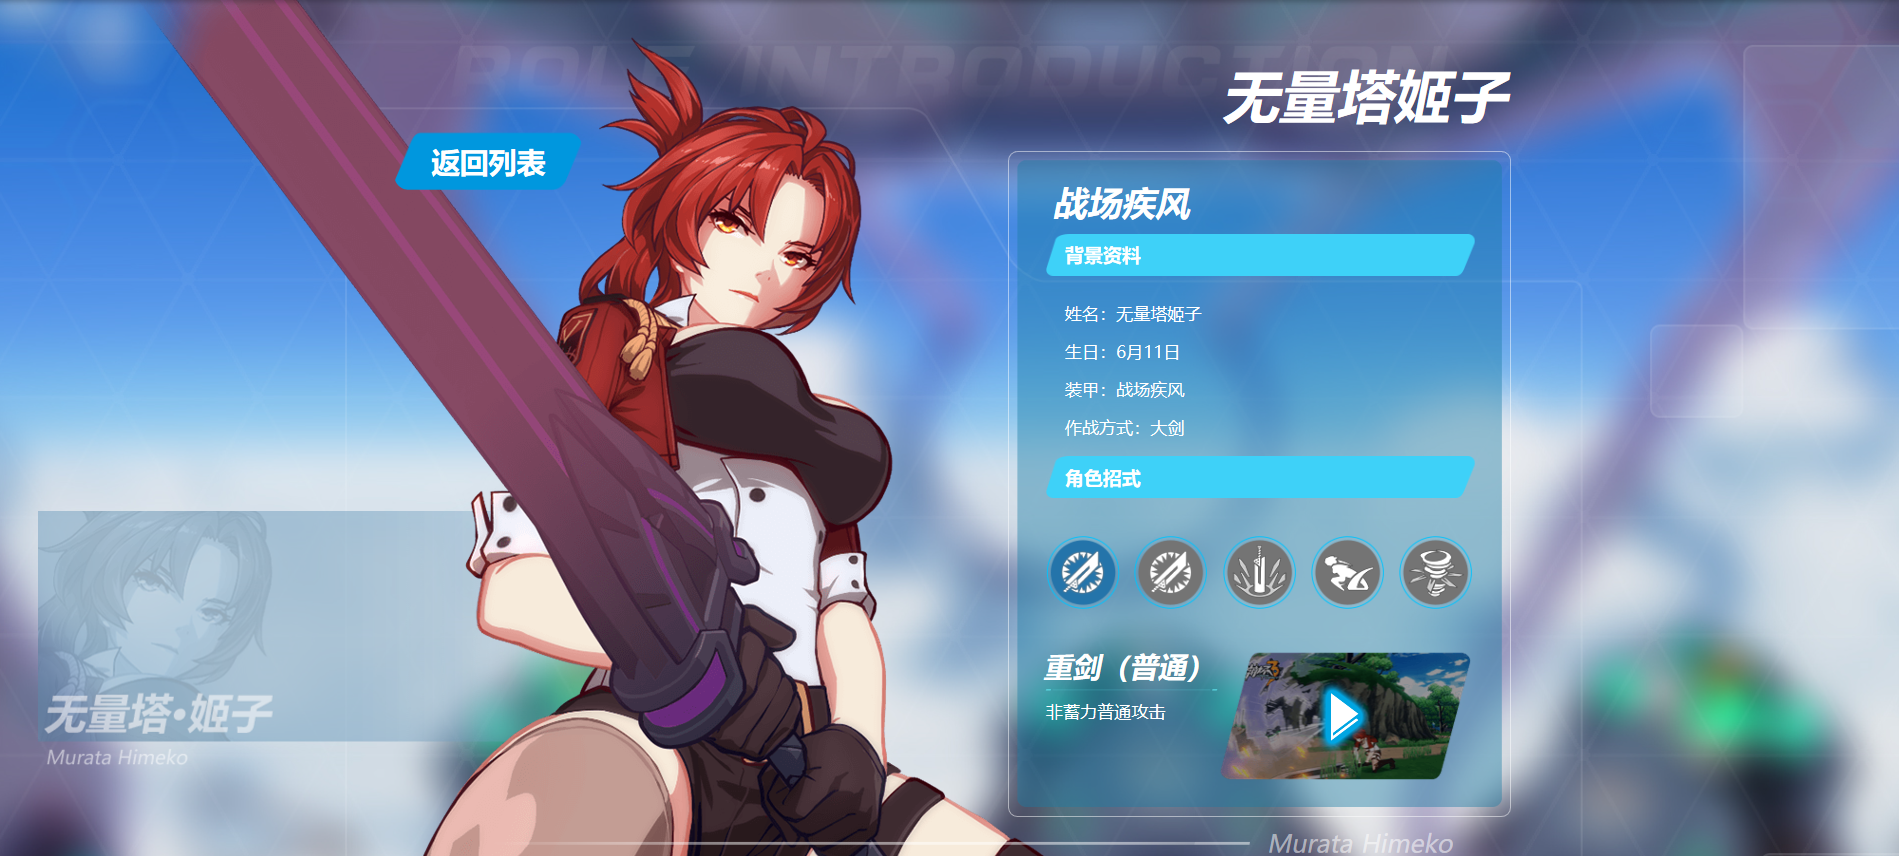 ROLE INTRODUCTION
无量塔姬子
返回列表
战场疾风
背景资料
姓名：无量塔姬子
生日：6月11日
装甲：战场疾风
作战方式：大剑
角色招式
重剑（普通）
非蓄力普通攻击
无量塔·姬子
Murata Himeko
Murata Himeko